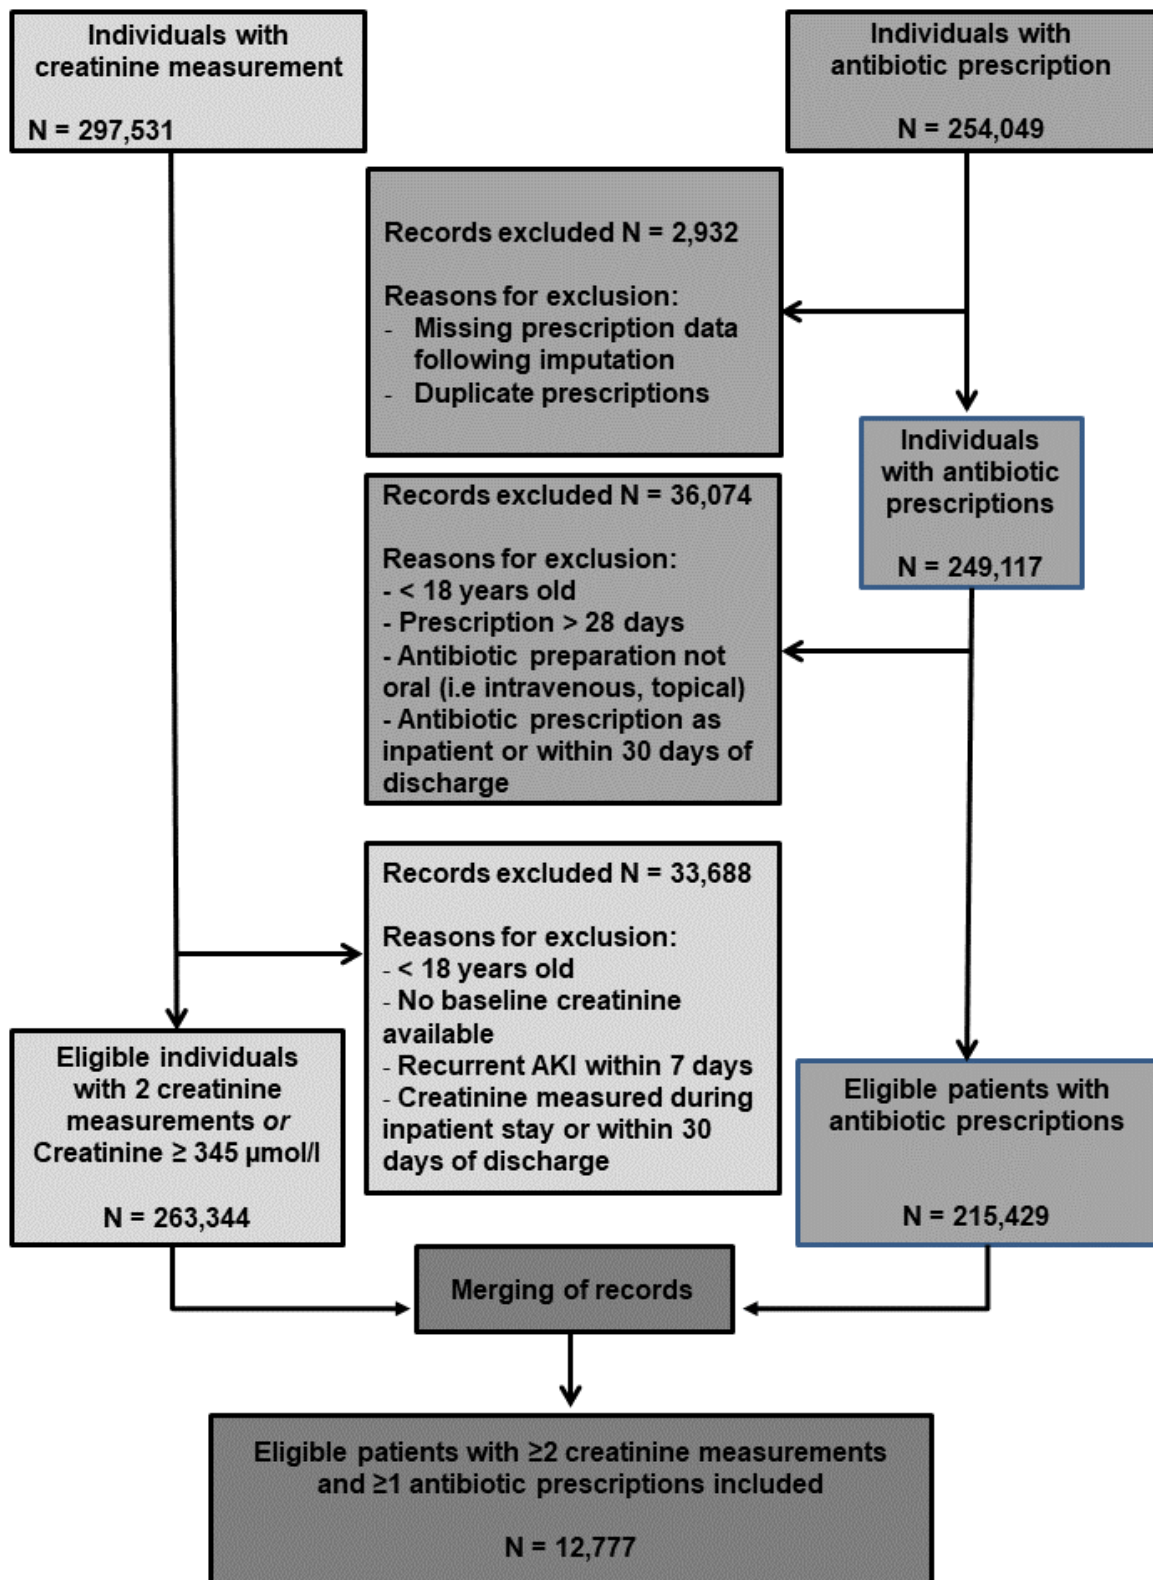 Individuals with
creatinine measurement
N = 297,531
Individuals with
antibiotic prescription
N = 254,049
Records excluded N = 2,932
Reasons for exclusion:
- Missing prescription data
following imputation
- Duplicate prescriptions
Individuals
with antibiotic
prescriptions
N = 249,117
Records excluded N = 36,074
Reasons for exclusion:
- < 18 years old
- Prescription > 28 days
- Antibiotic preparation not
oral (i.e intravenous, topical)
- Antibiotic prescription as
inpatient or within 30 days of
discharge
Records excluded N = 33,688
Reasons for exclusion:
- < 18 years old
- No baseline creatinine
available
- Recurrent AKI within 7 days
- Creatinine measured during
inpatient stay or within 30
days of discharge
Eligible individuals
with 2 creatinine
measurements or
Creatinine ≥ 345 µmol/l
N = 263,344
Eligible patients with
antibiotic prescriptions
N = 215,429
Merging of records
Eligible patients with ≥2 creatinine measurements
and ≥1 antibiotic prescriptions included
N = 12,777